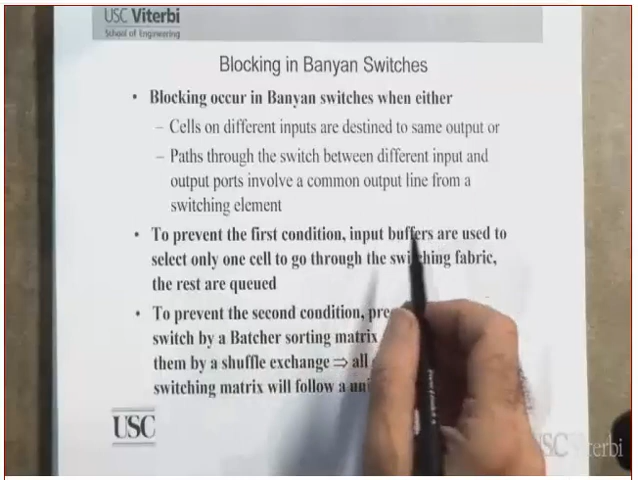 USC Viterbi
School of Engineering
Blocking in Banyan Switches
• Blocking occur in Banyan switches when either
– Cells on different inputs are destined to same output or
– Paths through the switch between different input and
output ports involve a common output line from a
switching element
• To prevent the first condition, input buffers are used to
select only one cell to go through the switching fabric,
the rest are queued
• To prevent the second condition, pre
switch by a Batcher sorting matrix
them by a shuffle exchange ⇒ all
switching matrix will follow a
USC
USC Viterbi